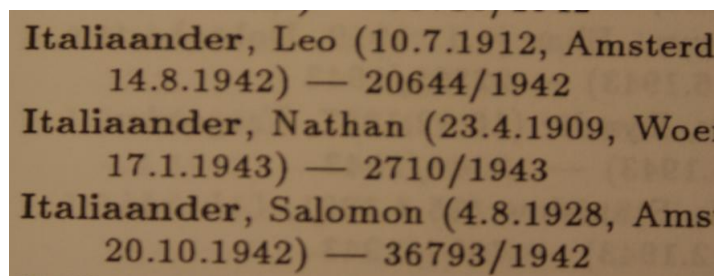 Italiaander, Leo (10.7.1912, Amsterd
14.8.1942) — 20644/1942
Italiaander, Nathan (23.4.1909, Woe
17.1.1943) — 2710/1943
Italiaander, Salomon (4.8.1928, Ams
20.10.1942) — 36793/1942